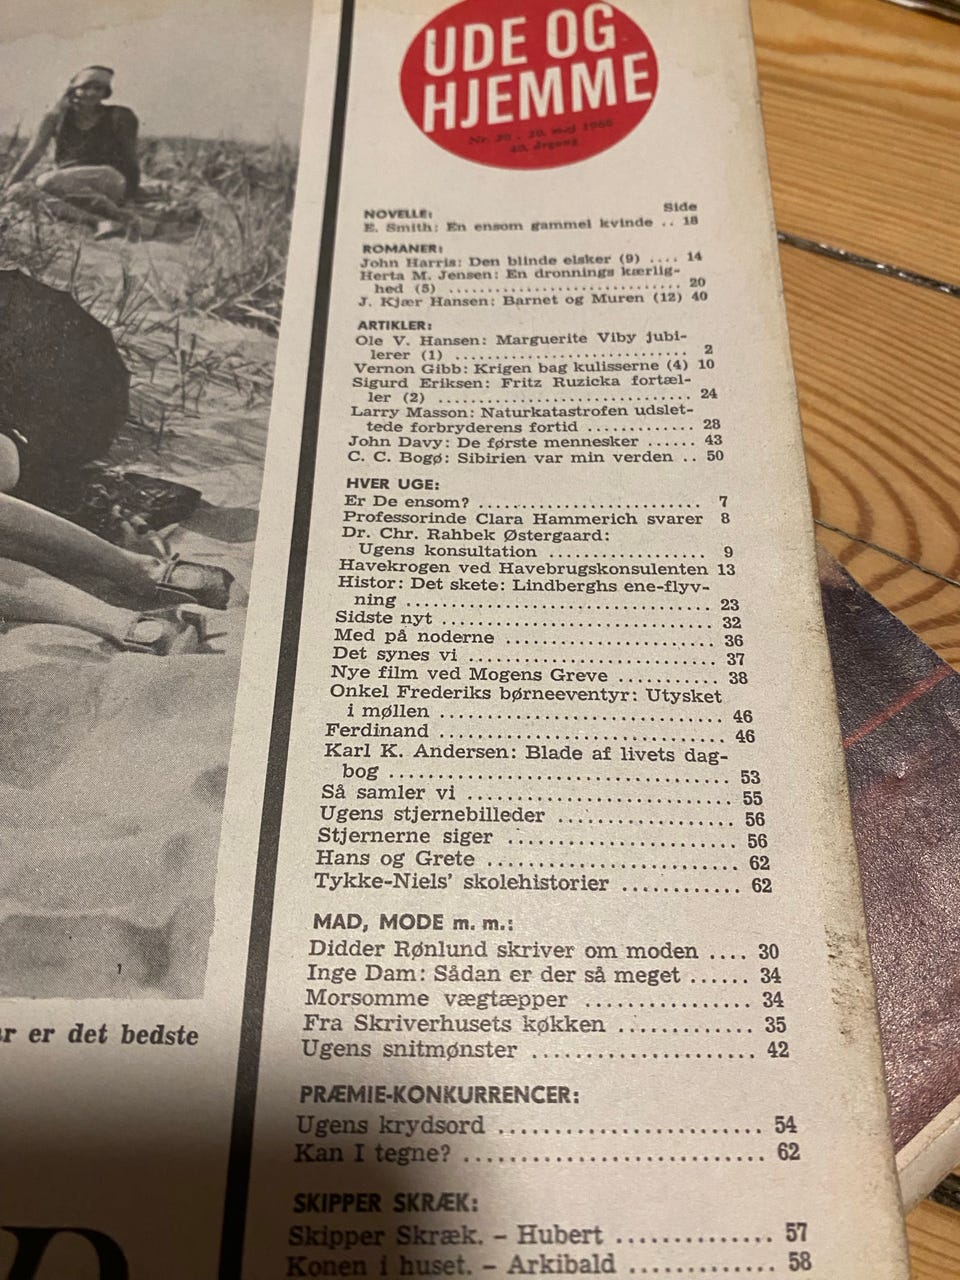 UDE OG
HJEMME
Nr. 20 . 20. maj 1966
40. årgang
Side
NOVELLE:
E. Smith: En ensom gammel kvinde .. 18
ROMANER:
John Harris: Den blinde elsker (9) .... 14
Herta M. Jensen: En dronnings kærlig-
hed (5) ............................... 20
J. Kjær Hansen: Barnet og Muren (12) 40
ARTIKLER:
Ole V. Hansen: Marguerite Viby jubi-
lerer (1) ............................... 2
Vernon Gibb: Krigen bag kulisserne (4) 10
Sigurd Eriksen: Fritz Ruzicka fortæl-
ler (2) ................................. 24
Larry Masson: Naturkatastrofen udslet-
tede forbryderens fortid ............. 28
John Davy: De første mennesker ...... 43
C. C. Bogø: Sibirien var min verden .. 50
HVER UGE:
Er De ensom? .......................... 7
Professorinde Clara Hammerich svarer 8
Dr. Chr. Rahbek Østergaard:
Ugens konsultation .................. 9
Havekrogen ved Havebrugskonsulenten 13
Histor: Det skete: Lindberghs ene-flyv-
ning .................................. 23
Sidste nyt .............................. 32
Med på noderne ...................... 36
Det synes vi ........................... 37
Nye film ved Mogens Greve ........... 38
Onkel Frederiks børneeventyr: Utysket
i møllen .............................. 46
Ferdinand .............................. 46
Karl K. Andersen: Blade af livets dag-
bog ................................... 53
Så samler vi ........................... 55
Ugens stjernebilleder .................. 56
Stjernerne siger ....................... 56
Hans og Grete ......................... 62
Tykke-Niels' skolehistorier ............ 62
MAD, MODE m. m.:
Didder Rønlund skriver om moden .... 30
Inge Dam: Sådan er der så meget ...... 34
Morsomme vægtæpper ................ 34
Fra Skriverhusets køkken ............. 35
Ugens snitmønster ..................... 42
PRÆMIE-KONKURRENCER:
Ugens krydsord ........................ 54
Kan I tegne? ........................... 62
SKIPPER SKRÆK:
Skipper Skræk. – Hubert .............. 57
Konen i huset. – Arkibald ............ 58
er det bedste